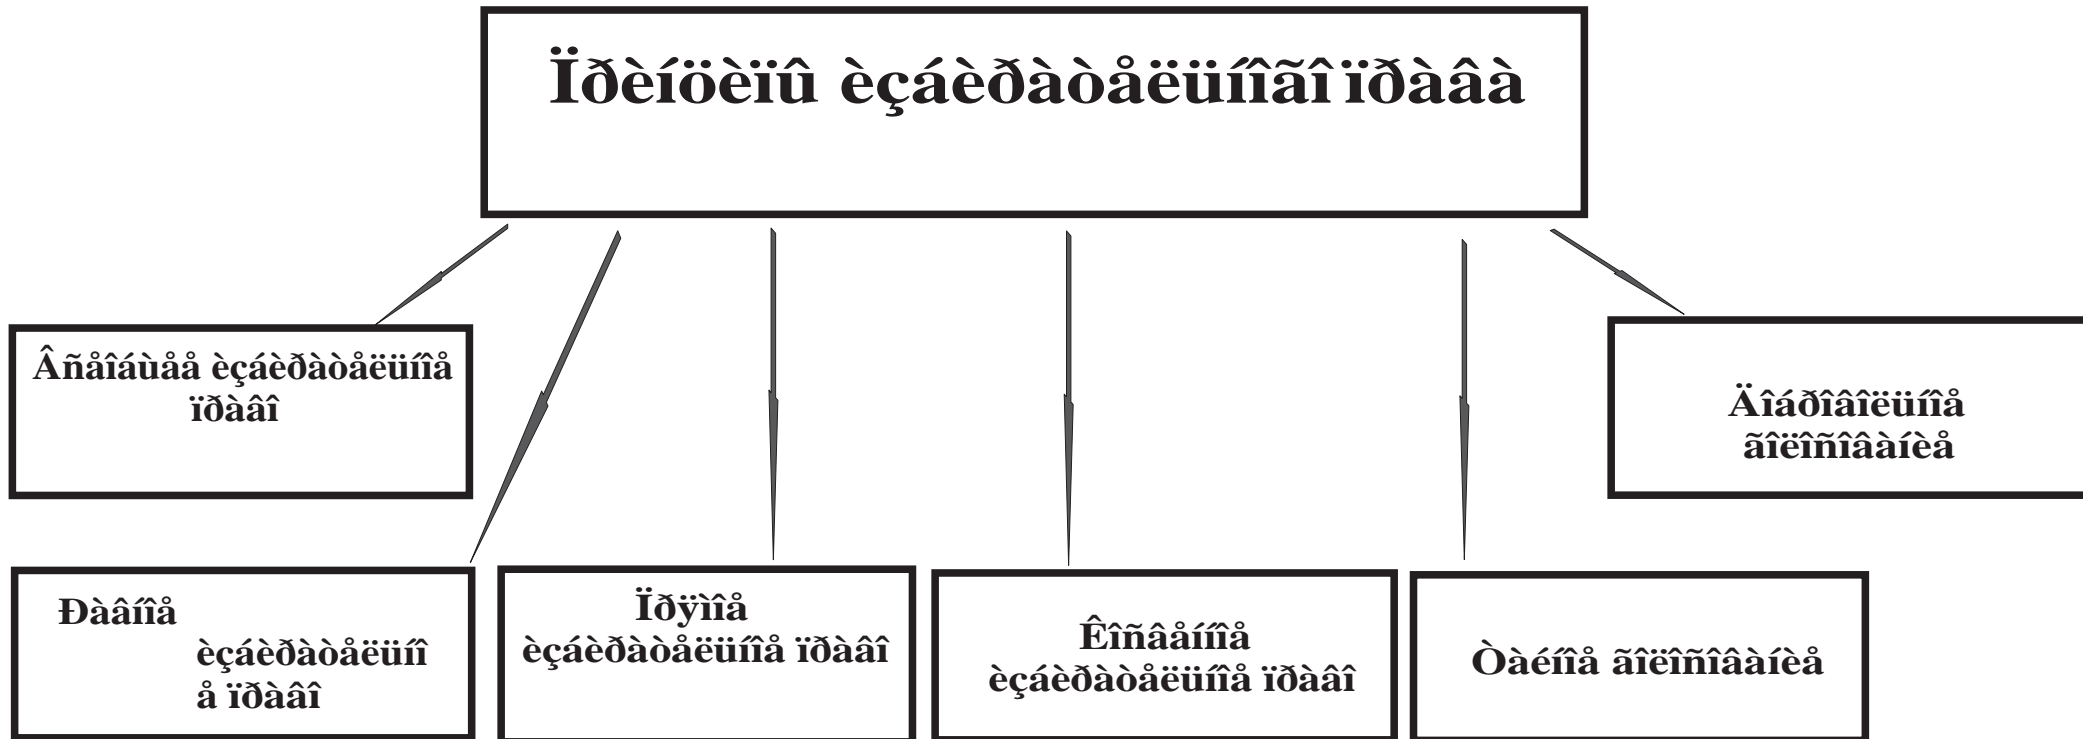 Ïðèíöèïû èçáèðàòåëüíîãî ïðàâà
Âñåîáùåå èçáèðàòåëüíîå
ïðàâî
Äîáðîâîëüíîå
ãîëîñîâàíèå
Ðàâíîå
èçáèðàòåëüíî
å ïðàâî
Ïðÿìîå
èçáèðàòåëüíîå ïðàâî
Êîñâåííîå
èçáèðàòåëüíîå ïðàâî
Òàéíîå ãîëîñîâàíèå